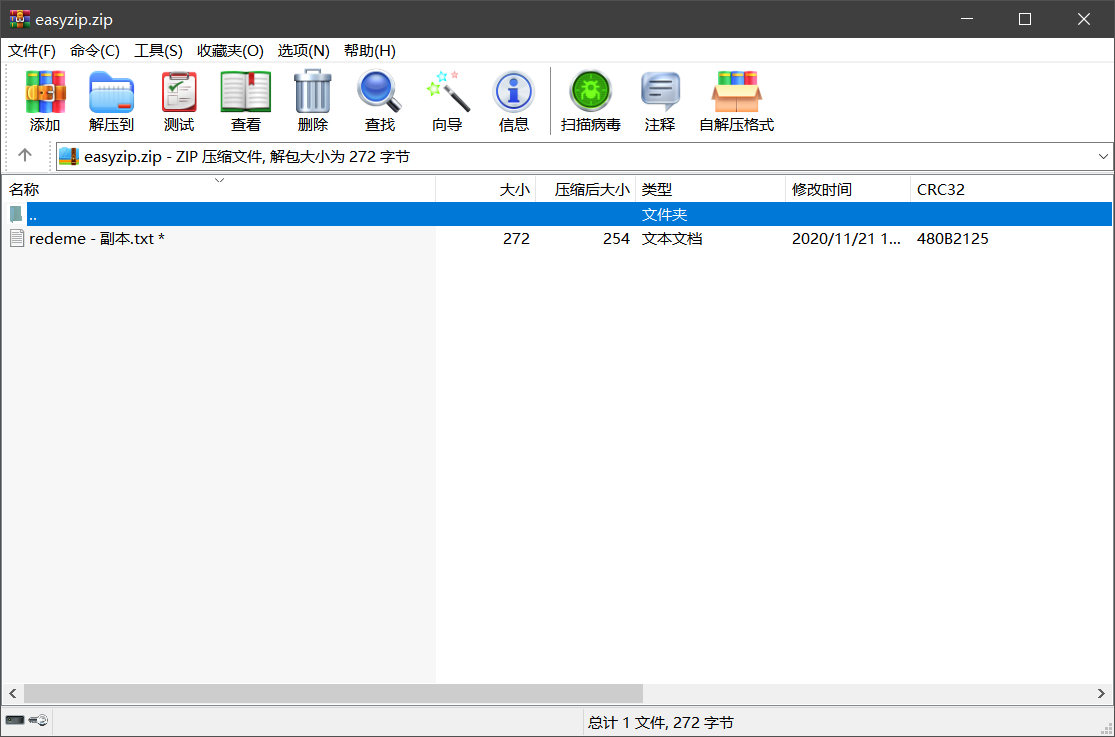 easyzip.zip
文件(F) 命令(C) 工具(S) 收藏夹(O) 选项(N) 帮助(H)
添加 解压到 测试 查看 删除 查找 向导 信息 扫描病毒 注释 自解压格式
easyzip.zip - ZIP 压缩文件, 解包大小为 272 字节
名称 大小 压缩后大小 类型 修改时间 CRC32
.. 文件夹
redeme - 副本.txt * 272 254 文本文档 2020/11/21 1... 480B2125
总计 1 文件, 272 字节